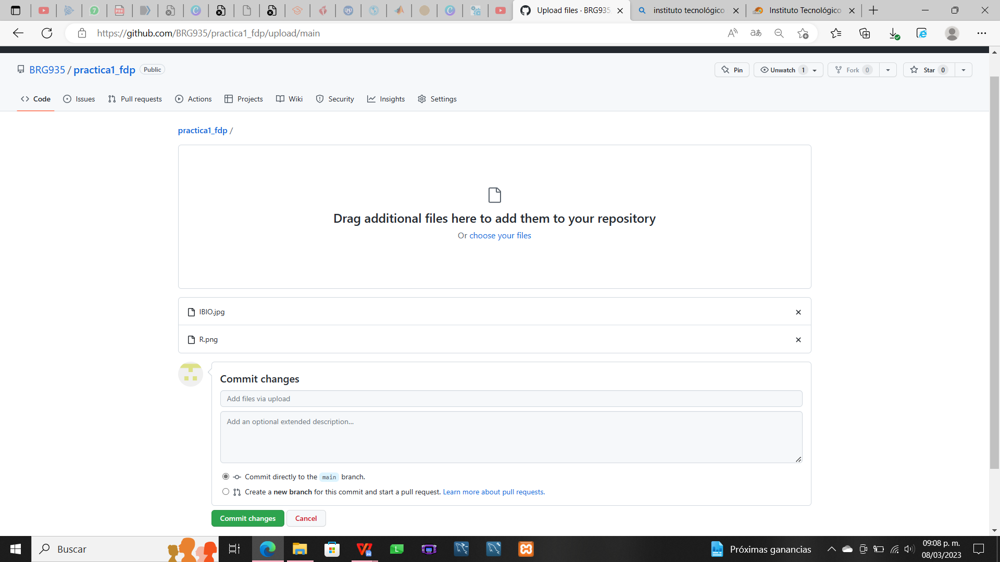 Upload files · BRG935
instituto tecnológico
Instituto Tecnológico
https://github.com/BRG935/practica1_fdp/upload/main
BRG935 / practica1_fdp Public
Pin
Unwatch 1
Fork 0
Star 0
Code
Issues
Pull requests
Actions
Projects
Wiki
Security
Insights
Settings
practica1_fdp /
Drag additional files here to add them to your repository
Or choose your files
IBIO.jpg
R.png
Commit changes
Add files via upload
Add an optional extended description...
Commit directly to the main branch.
Create a new branch for this commit and start a pull request. Learn more about pull requests.
Commit changes
Cancel
Buscar
Próximas ganancias
09:08 p. m.
08/03/2023